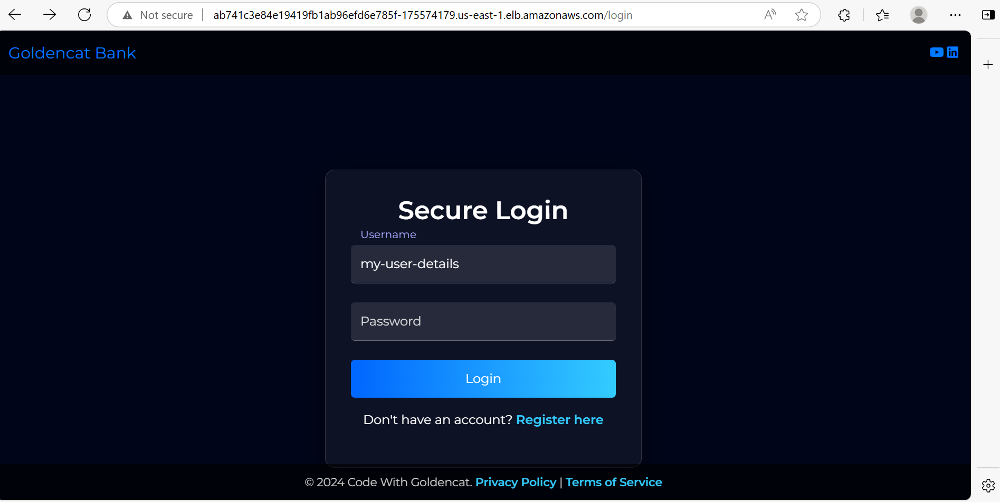 Not secure | ab741c3e84e19419fb1ab96efd6e785f-175574179.us-east-1.elb.amazonaws.com/login
Goldencat Bank
Secure Login
Username
my-user-details
Password
Login
Don't have an account? Register here
© 2024 Code With Goldencat. Privacy Policy | Terms of Service